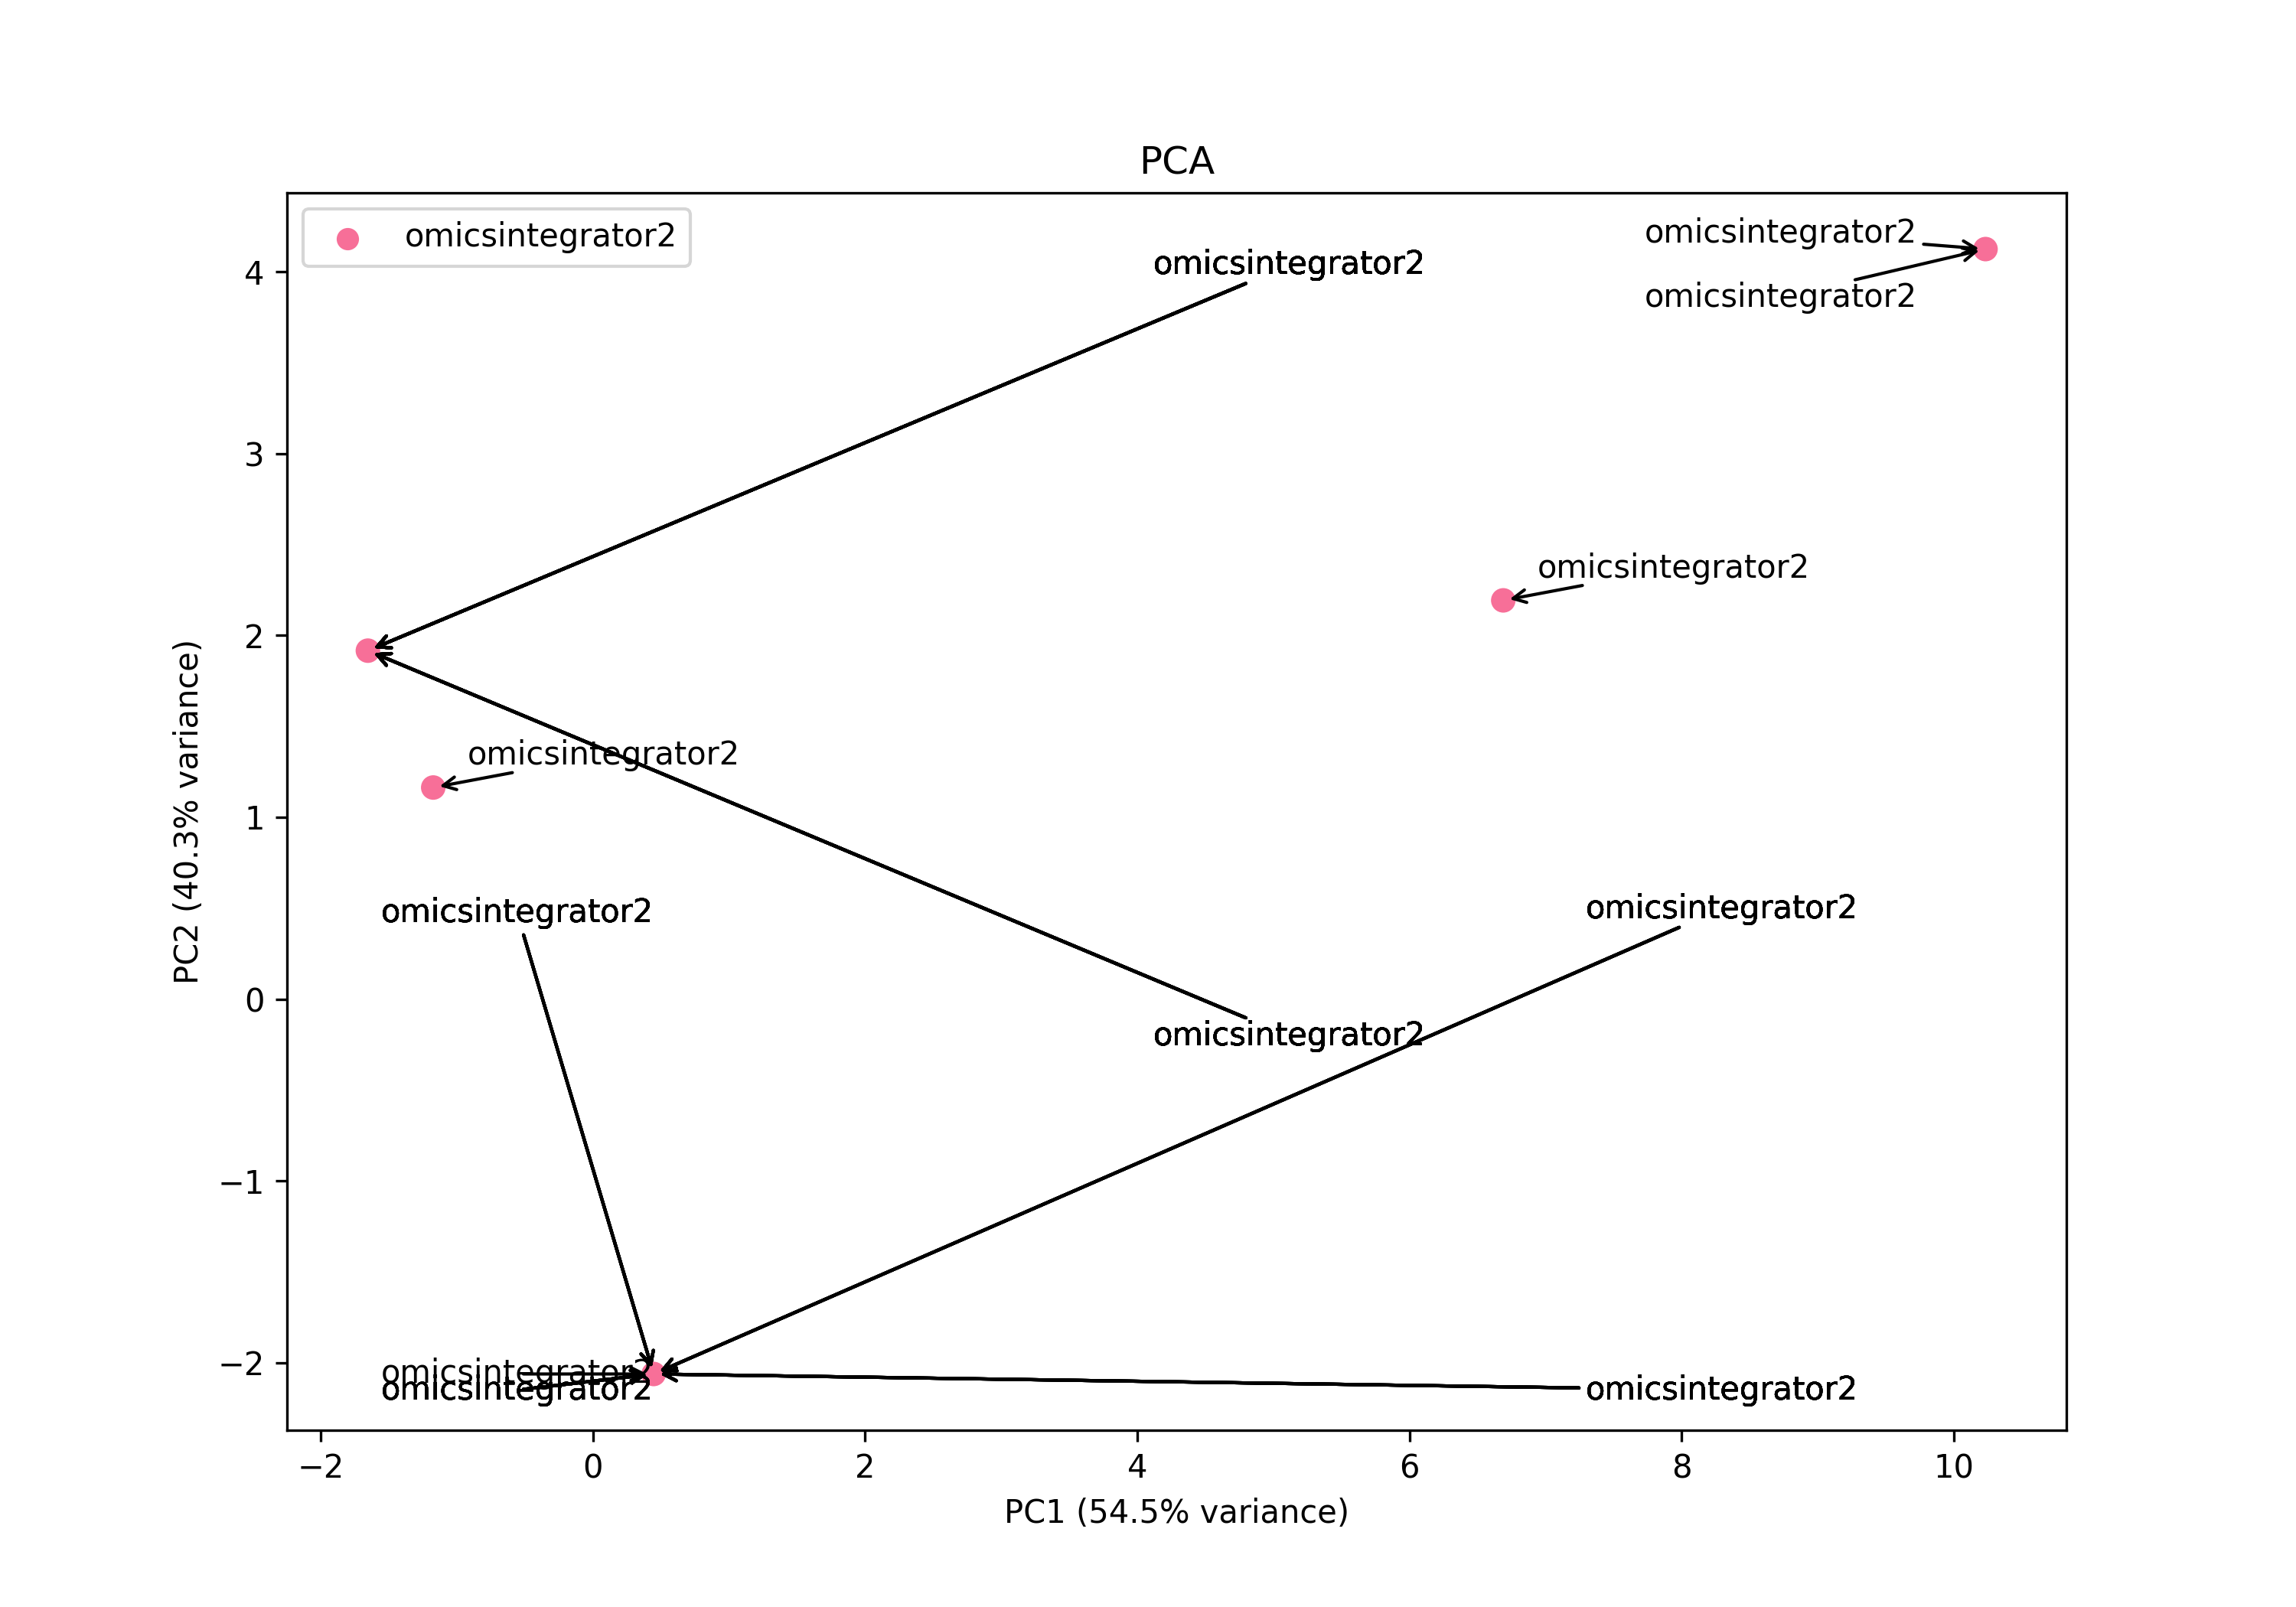 PCA
omicsintegrator2
omicsintegrator2
omicsintegrator2
omicsintegrator2
omicsintegrator2
omicsintegrator2
omicsintegrator2
omicsintegrator2
omicsintegrator2
omicsintegrator2
omicsintegrator2
omicsintegrator2
4
3
2
1
0
−1
−2
PC2 (40.3% variance)
−2 0 2 4 6 8 10
PC1 (54.5% variance)